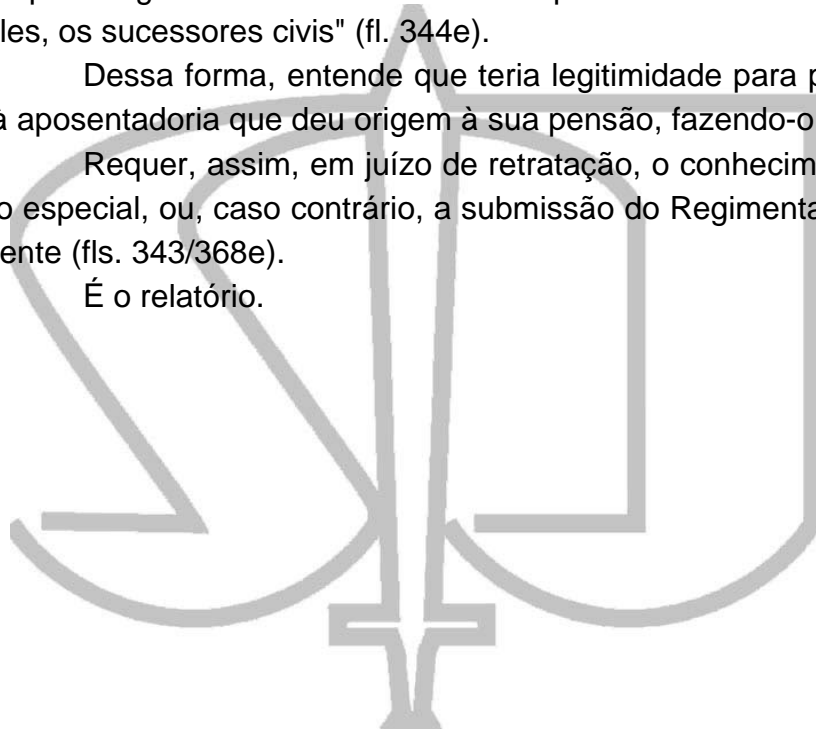 les, os sucessores civis" (fl. 344e).
Dessa forma, entende que teria legitimidade para p
à aposentadoria que deu origem à sua pensão, fazendo-o
Requer, assim, em juízo de retratação, o conhecim
o especial, ou, caso contrário, a submissão do Regimenta
ente (fls. 343/368e).
É o relatório.